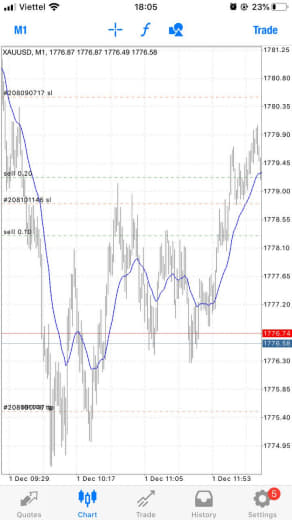 Viettel 18:05 23%
M1 f Trade
XAUUSD, M1, 1776.87 1776.87 1776.49 1776.58
1781.25
1780.80
#208090717 sl
1779.90
1779.45
sell 0.20
1779.00
#208101146 sl
1778.55
sell 0.10
1778.10
1777.65
1777.20
1776.74
1776.58
1776.30
1775.85
1775.40
1774.95
1 Dec 09:29 1 Dec 10:17 1 Dec 11:05 1 Dec 11:53
5
Quotes Chart Trade History Settings